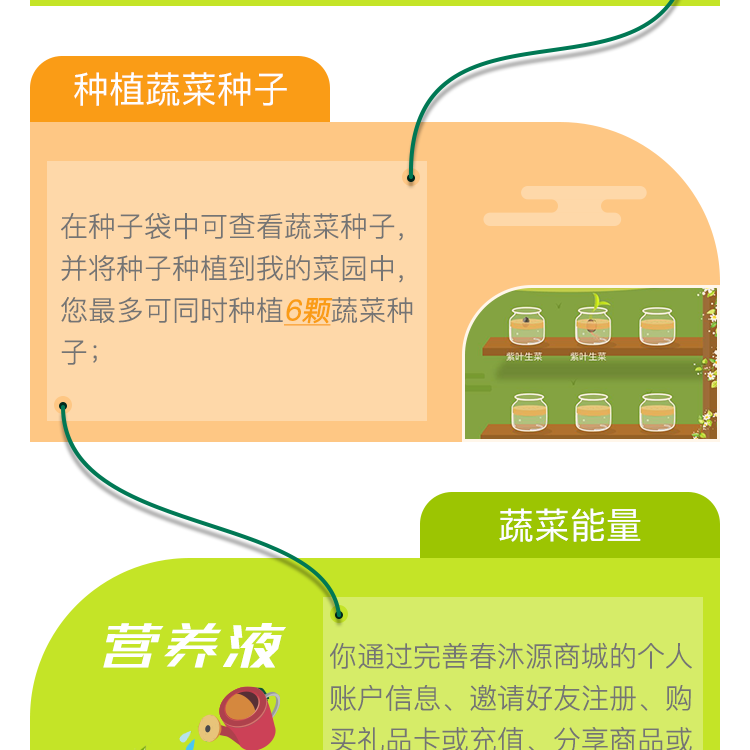 种植蔬菜种子
在种子袋中可查看蔬菜种子，
并将种子种植到我的菜园中，
您最多可同时种植6颗蔬菜种
子；
紫叶生菜 紫叶生菜
蔬菜能量
营养液
你通过完善春沐源商城的个人
账户信息、邀请好友注册、购
买礼品卡或充值、分享商品或